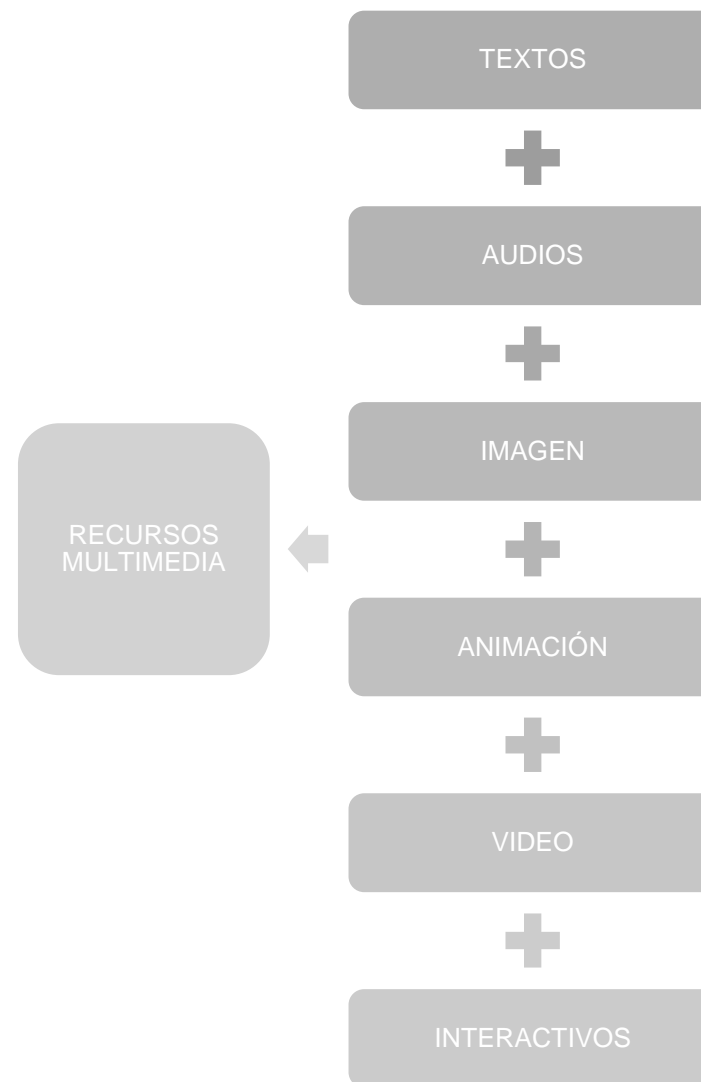 TEXTOS
AUDIOS
IMAGEN
RECURSOS
MULTIMEDIA
ANIMACIÓN
VIDEO
INTERACTIVOS